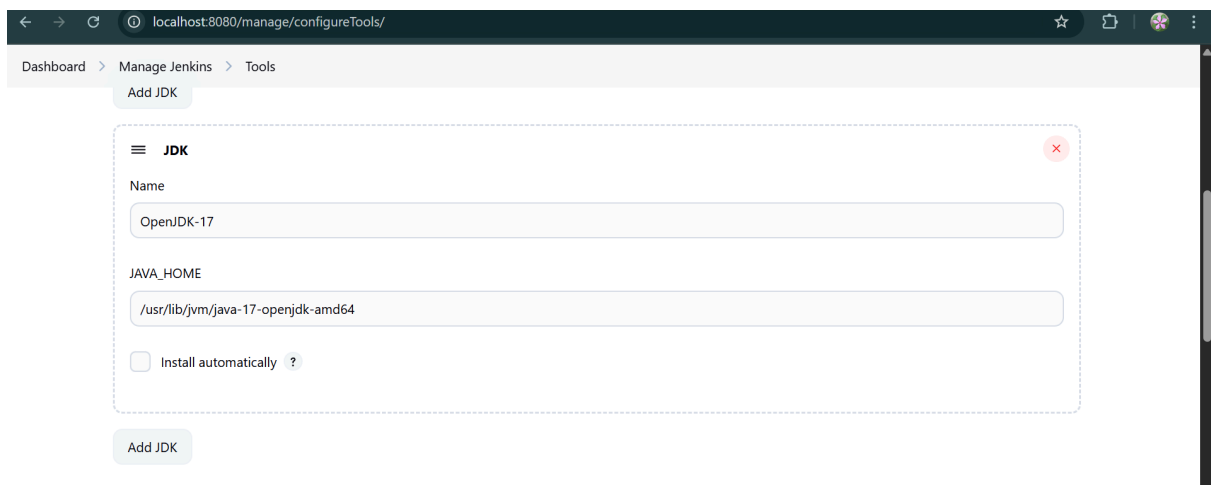 localhost:8080/manage/configureTools/
Dashboard > Manage Jenkins > Tools
Add JDK
JDK
Name
OpenJDK-17
JAVA_HOME
/usr/lib/jvm/java-17-openjdk-amd64
Install automatically ?
Add JDK